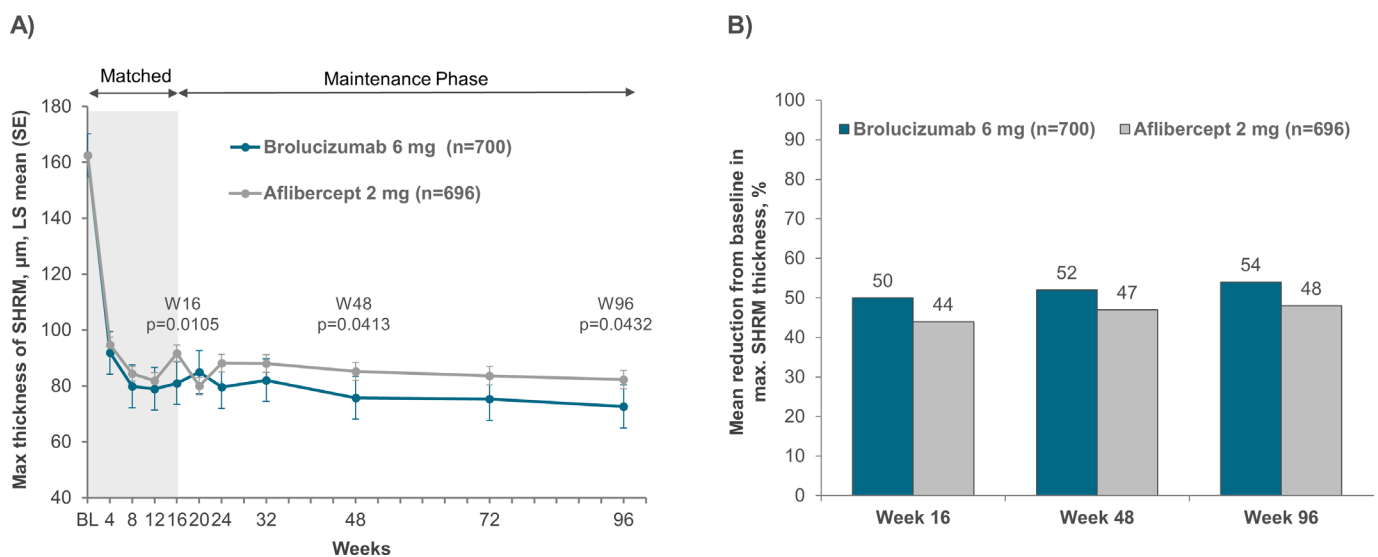 A)
Matched
Maintenance Phase
Max thickness of SHRM, µm, LS mean (SE)
180
160
140
120
100
80
60
40
Brolucizumab 6 mg (n=700)
Aflibercept 2 mg (n=696)
W16
p=0.0105
W48
p=0.0413
W96
p=0.0432
BL 4 8 12 16 20 24 32 48 72 96
Weeks
B)
Mean reduction from baseline in
max. SHRM thickness, %
100
90
80
70
60
50
40
30
20
10
0
Brolucizumab 6 mg (n=700) Aflibercept 2 mg (n=696)
50 44 52 47 54 48
Week 16 Week 48 Week 96